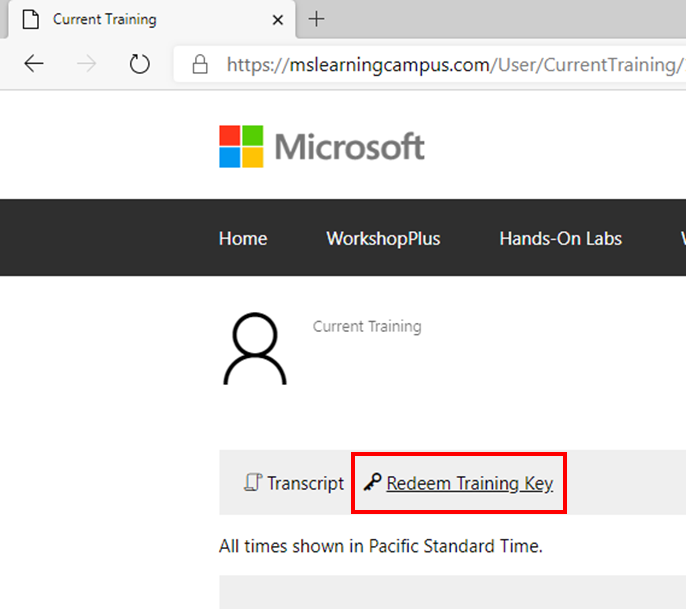 Current Training
https://mslearningcampus.com/User/CurrentTraining/
Microsoft
Home WorkshopPlus Hands-On Labs
Current Training
Transcript Redeem Training Key
All times shown in Pacific Standard Time.